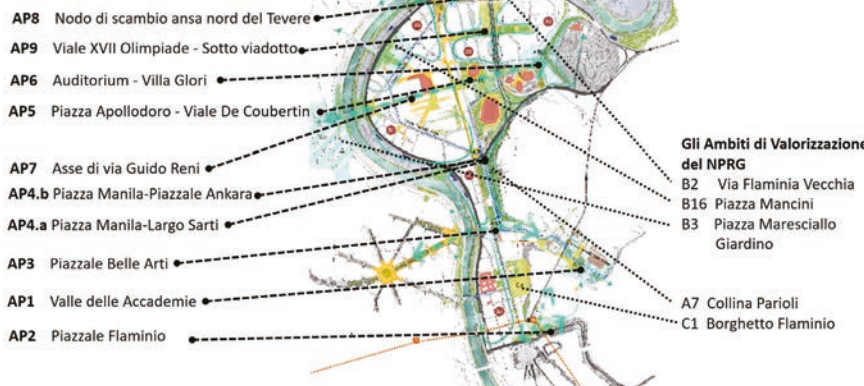 AP8 Nodo di scambio ansa nord del Tevere
AP9 Viale XVII Olimpiade - Sotto viadotto
AP6 Auditorium - Villa Glori
AP5 Piazza Apollodoro - Viale De Coubertin
AP7 Asse di via Guido Reni
AP4.b Piazza Manila-Piazzale Ankara
AP4.a Piazza Manila-Largo Sarti
AP3 Piazzale Belle Arti
AP1 Valle delle Accademie
AP2 Piazzale Flaminio
Gli Ambiti di Valorizzazione
del NPRG
B2 Via Flaminia Vecchia
B16 Piazza Mancini
B3 Piazza Maresciallo
Giardino
A7 Collina Parioli
C1 Borghetto Flaminio